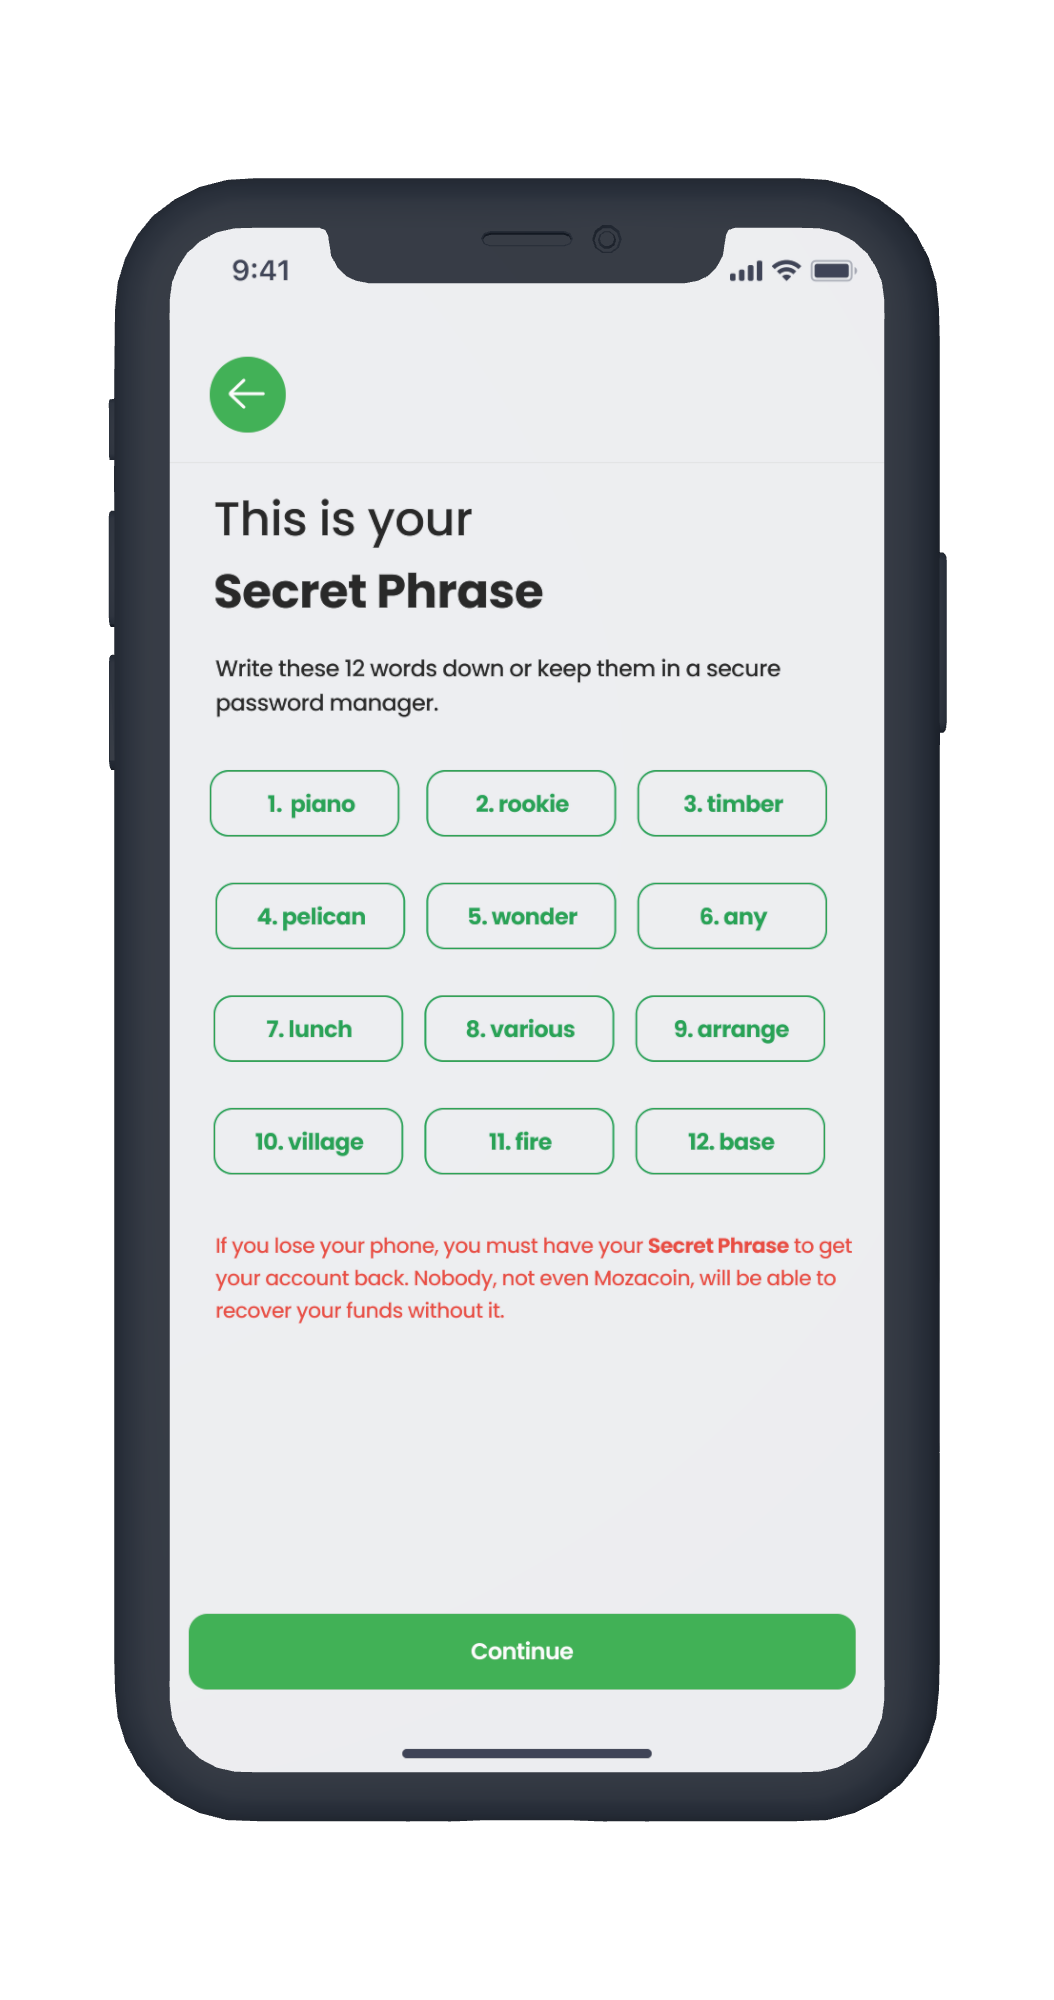 9:41
This is your
Secret Phrase
Write these 12 words down or keep them in a secure
password manager.
1. piano
2. rookie
3. timber
4. pelican
5. wonder
6. any
7. lunch
8. various
9. arrange
10. village
11. fire
12. base
If you lose your phone, you must have your Secret Phrase to get
your account back. Nobody, not even Mozacoin, will be able to
recover your funds without it.
Continue